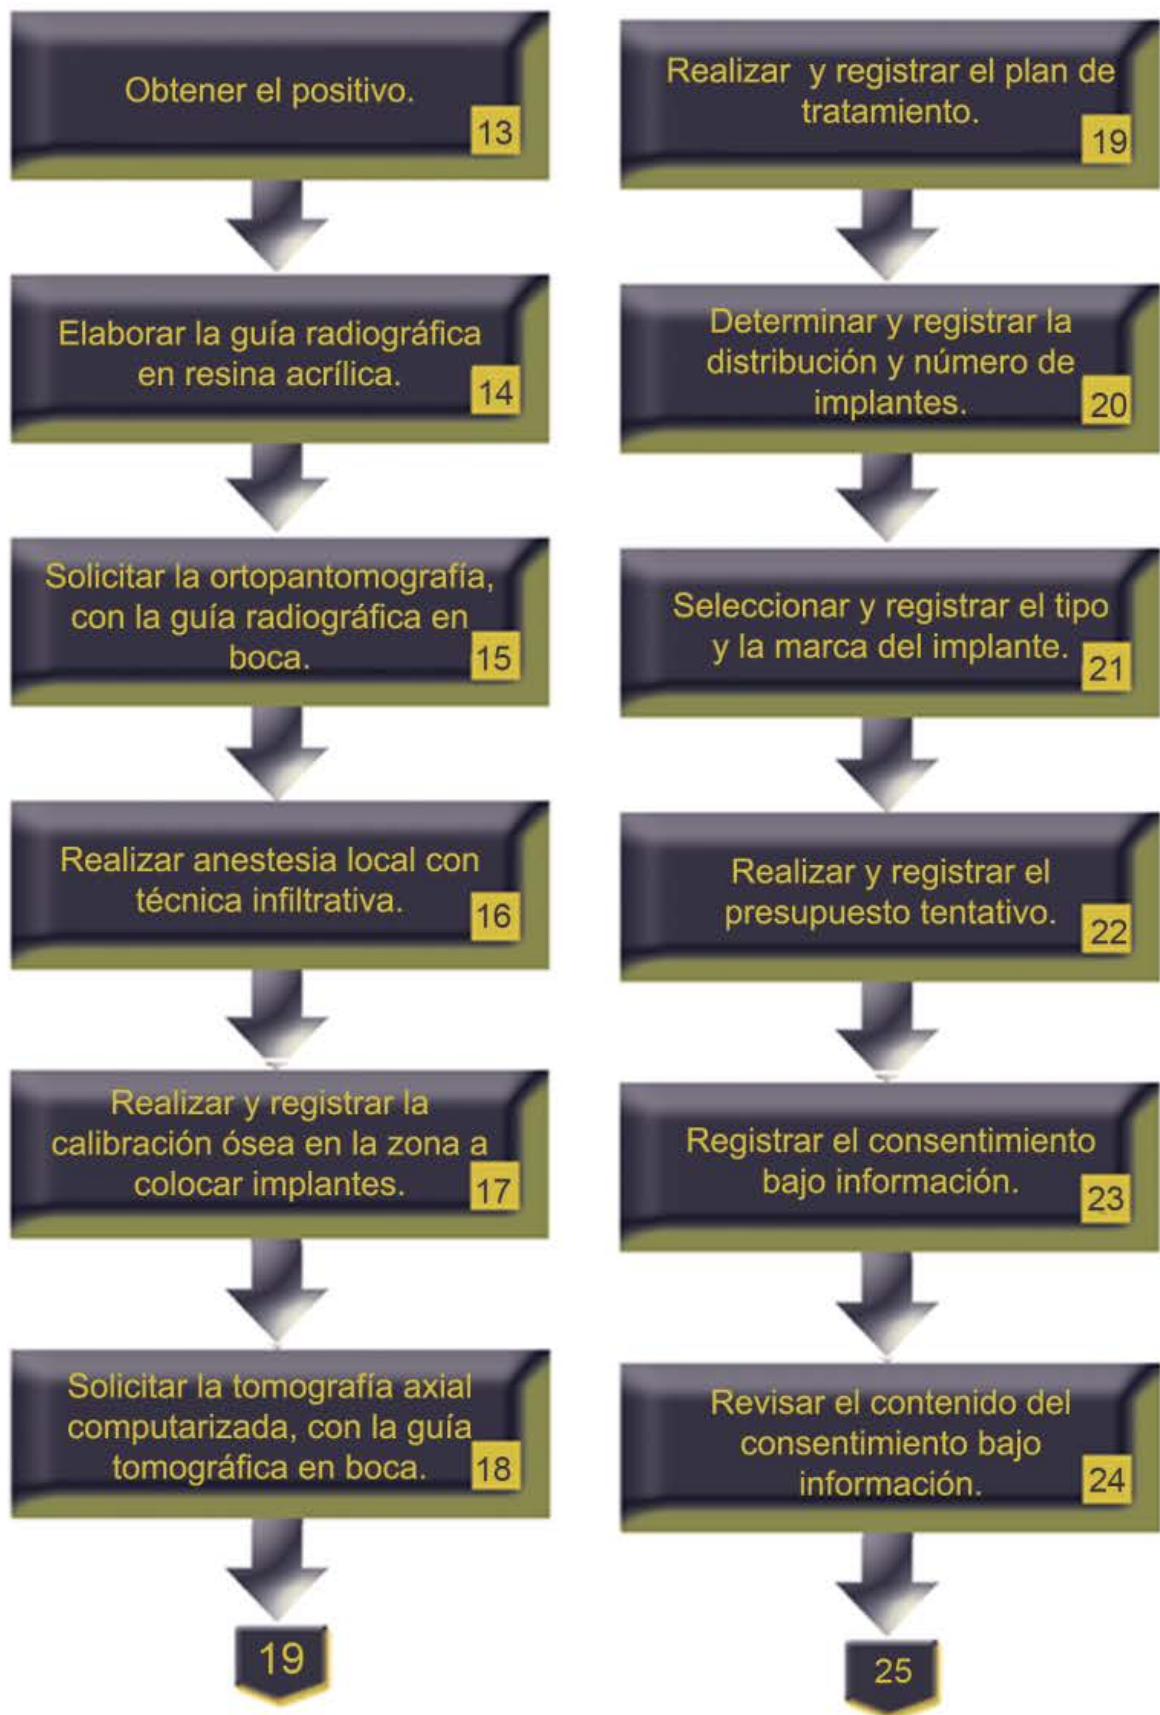 Obtener el positivo.
13
Elaborar la guía radiográfica
en resina acrílica.
14
Solicitar la ortopantomografía,
con la guía radiográfica en
boca.
15
Realizar anestesia local con
técnica infiltrativa.
16
Realizar y registrar la
calibración ósea en la zona a
colocar implantes.
17
Solicitar la tomografía axial
computarizada, con la guía
tomográfica en boca.
18
19
Realizar y registrar el plan de
tratamiento.
19
Determinar y registrar la
distribución y número de
implantes.
20
Seleccionar y registrar el tipo
y la marca del implante.
21
Realizar y registrar el
presupuesto tentativo.
22
Registrar el consentimiento
bajo información.
23
Revisar el contenido del
consentimiento bajo
información.
24
25